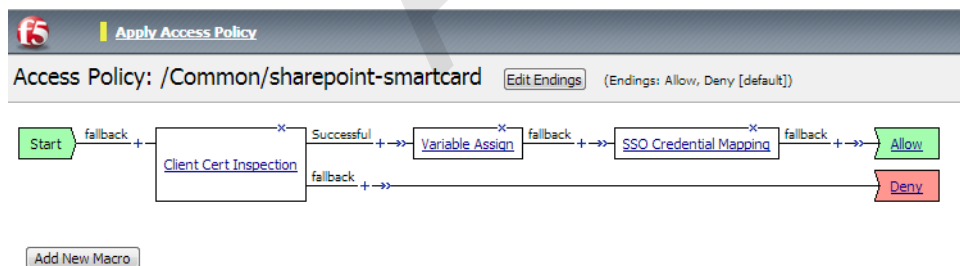 f5 Apply Access Policy
Access Policy: /Common/sharepoint-smartcard Edit Endings (Endings: Allow, Deny [default])
Start fallback + Client Cert Inspection × Successful + Variable Assign × fallback + SSO Credential Mapping × fallback + Allow
fallback + Deny
Add New Macro